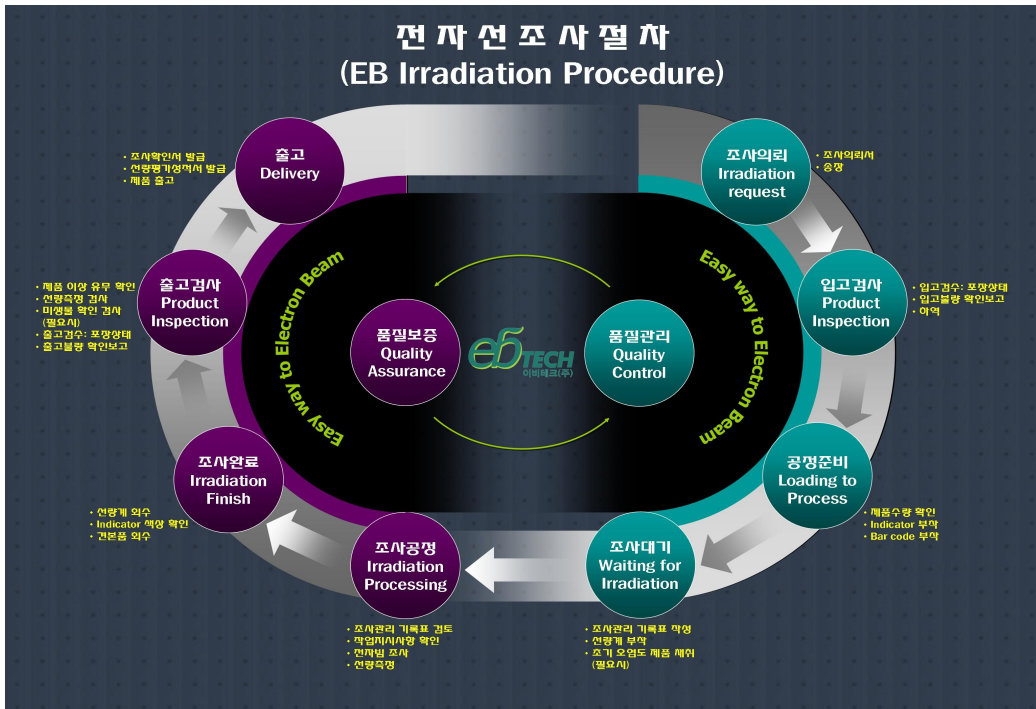 전자선조사절차
(EB Irradiation Procedure)
조사의뢰
Irradiation
request
• 조사의뢰서
• 송장
입고검사
Product
Inspection
• 입고검수: 포장상태
• 입고불량 확인보고
• 하역
공정준비
Loading to
Process
• 제품수량 확인
• Indicator 부착
• Bar code 부착
조사대기
Waiting for
Irradiation
• 조사관리 기록표 작성
• 선량계 부착
• 초기 오염도 제품 채취
(필요시)
조사공정
Irradiation
Processing
• 조사관리 기록표 검토
• 작업지시사항 확인
• 전자빔 조사
• 선량측정
조사완료
Irradiation
Finish
• 선량계 회수
• Indicator 색상 확인
• 견본품 회수
출고검사
Product
Inspection
• 제품 이상 유무 확인
• 선량측정 검사
• 미생물 확인 검사
(필요시)
• 출고검수: 포장상태
• 출고불량 확인보고
출고
Delivery
• 조사확인서 발급
• 선량평가성적서 발급
• 제품 출고
Easy way to Electron Beam
품질보증
Quality
Assurance
eb TECH
이비테크(주)
품질관리
Quality
Control
Easy way to Electron Beam